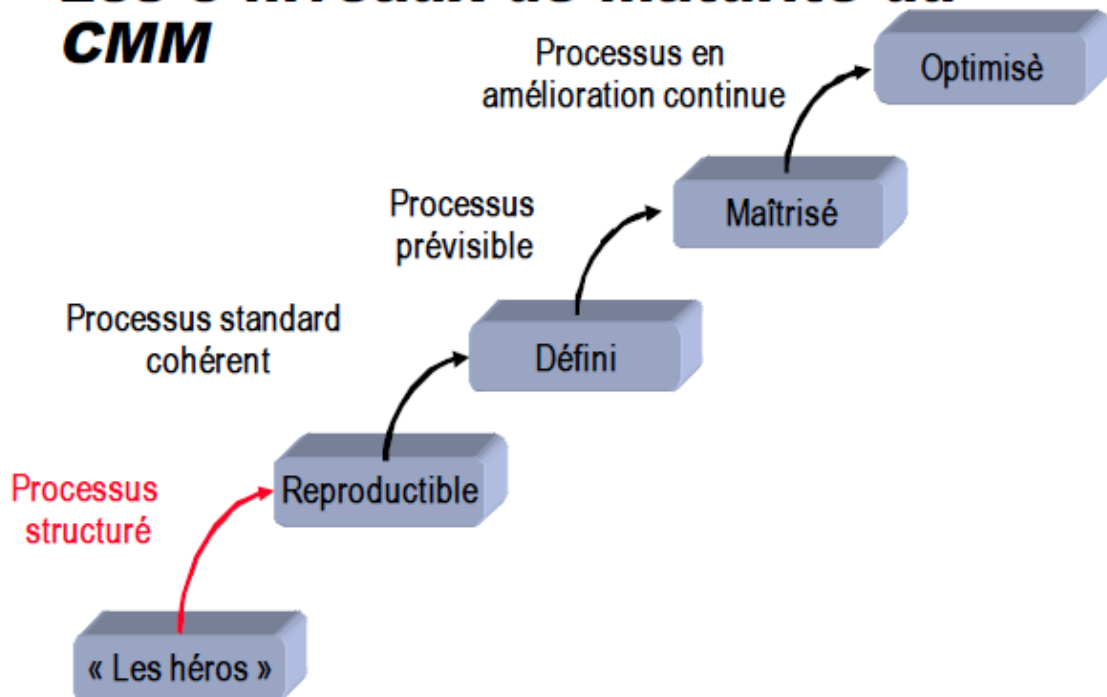 CMM
Processus en
amélioration continue
Optimisè
Processus
prévisible
Maîtrisé
Processus standard
cohérent
Défini
Processus
structuré
Reproductible
« Les héros »